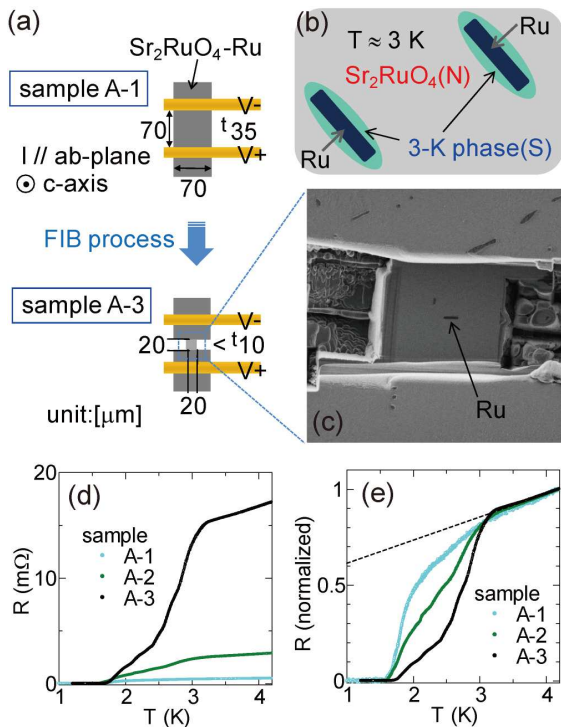 (a)
Sr2RuO4-Ru
sample A-1
V-
70
t35
I // ab-plane
V+
⊙ c-axis
70
FIB process
sample A-3
V-
20
< t10
V+
20
unit:[μm]
(b)
T ≈ 3 K
Ru
Sr2RuO4(N)
Ru
3-K phase(S)
(c)
Ru
(d)
20
sample
A-1
A-2
A-3
R (mΩ)
10
0
1 2 3 4
T (K)
(e)
1
R (normalized)
0.5
sample
A-1
A-2
A-3
0
1 2 3 4
T (K)